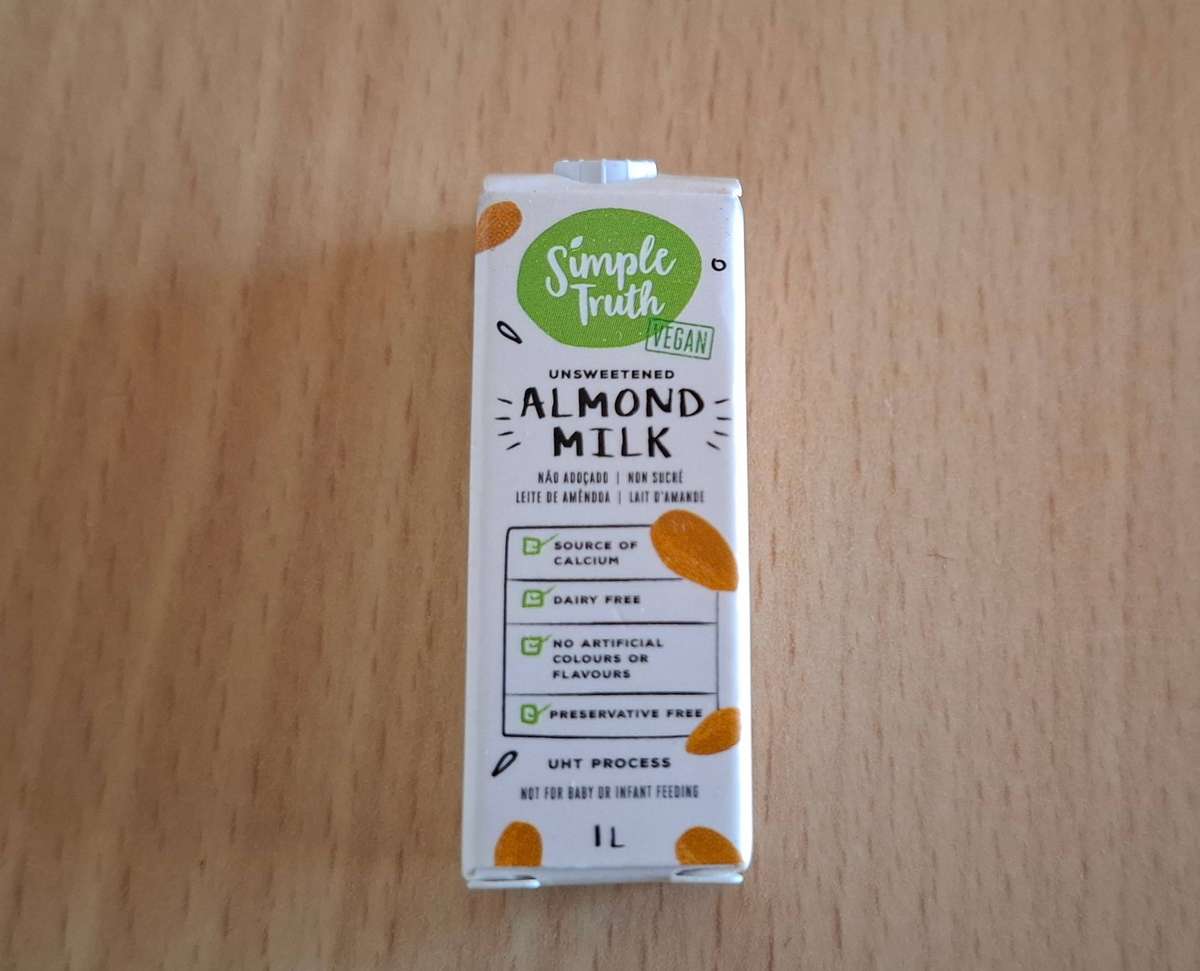 Simple
Truth
VEGAN
UNSWEETENED
ALMOND
MILK
NÃO ADOÇADO | NON SUCRÉ
LEITE DE AMÊNDOA | LAIT D'AMANDE
SOURCE OF
CALCIUM
DAIRY FREE
NO ARTIFICIAL
COLOURS OR
FLAVOURS
PRESERVATIVE FREE
UHT PROCESS
NOT FOR BABY OR INFANT FEEDING
1L